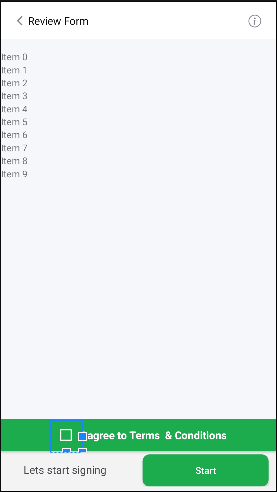 Review Form
Item 0
Item 1
Item 2
Item 3
Item 4
Item 5
Item 6
Item 7
Item 8
Item 9
agree to Terms & Conditions
Lets start signing
Start